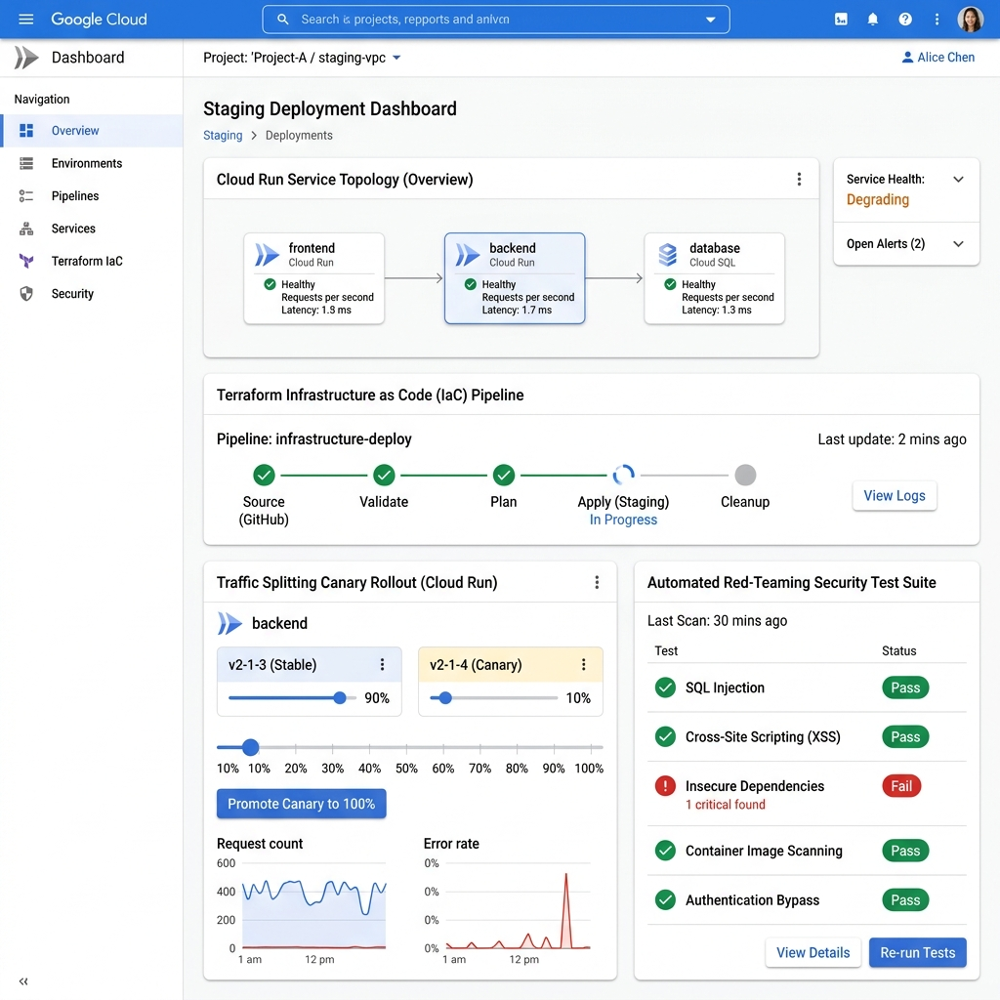 Google Cloud
Search is projects, repports and anivcn
Dashboard
Project: 'Project-A / staging-vpc
Alice Chen
Navigation
Overview
Environments
Pipelines
Services
Terraform IaC
Security
Staging Deployment Dashboard
Staging > Deployments
Cloud Run Service Topology (Overview)
frontend
Cloud Run
Healthy
Requests per second
Latency: 1.3 ms
backend
Cloud Run
Healthy
Requests per second
Latency: 1.7 ms
database
Cloud SQL
Healthy
Requests per second
Latency: 1.3 ms
Service Health:
Degrading
Open Alerts (2)
Terraform Infrastructure as Code (IaC) Pipeline
Pipeline: infrastructure-deploy
Last update: 2 mins ago
Source
(GitHub)
Validate
Plan
Apply (Staging)
In Progress
Cleanup
View Logs
Traffic Splitting Canary Rollout (Cloud Run)
backend
v2-1-3 (Stable)
90%
v2-1-4 (Canary)
10%
10% 10% 20% 30% 40% 50% 60% 70% 80% 90% 100%
Promote Canary to 100%
Request count
600
400
200
0
1 am 12 pm
Error rate
0%
0%
0%
0%
1 am 12 pm
Automated Red-Teaming Security Test Suite
Last Scan: 30 mins ago
Test Status
SQL Injection Pass
Cross-Site Scripting (XSS) Pass
Insecure Dependencies Fail
1 critical found
Container Image Scanning Pass
Authentication Bypass Pass
View Details
Re-run Tests